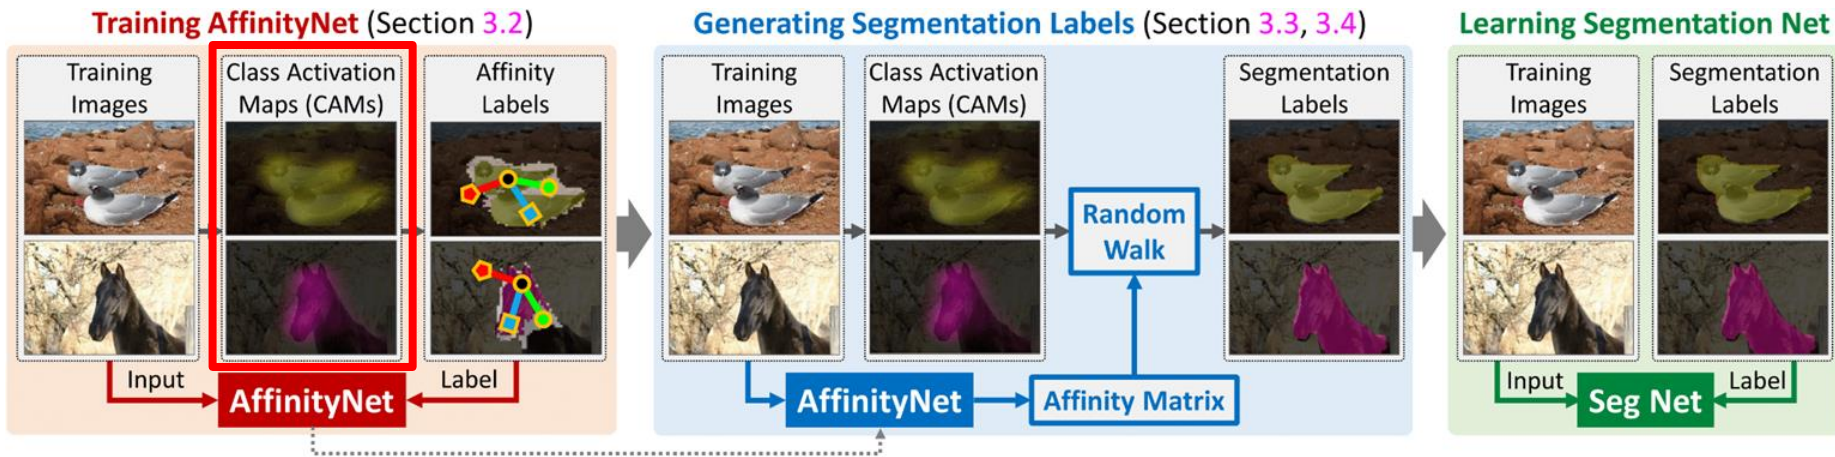 Training AffinityNet (Section 3.2)
Training
Images
Class Activation
Maps (CAMs)
Affinity
Labels
Input
Label
AffinityNet
Generating Segmentation Labels (Section 3.3, 3.4)
Training
Images
Class Activation
Maps (CAMs)
Segmentation
Labels
Random
Walk
AffinityNet
Affinity Matrix
Learning Segmentation Net
Training
Images
Segmentation
Labels
Input
Label
Seg Net